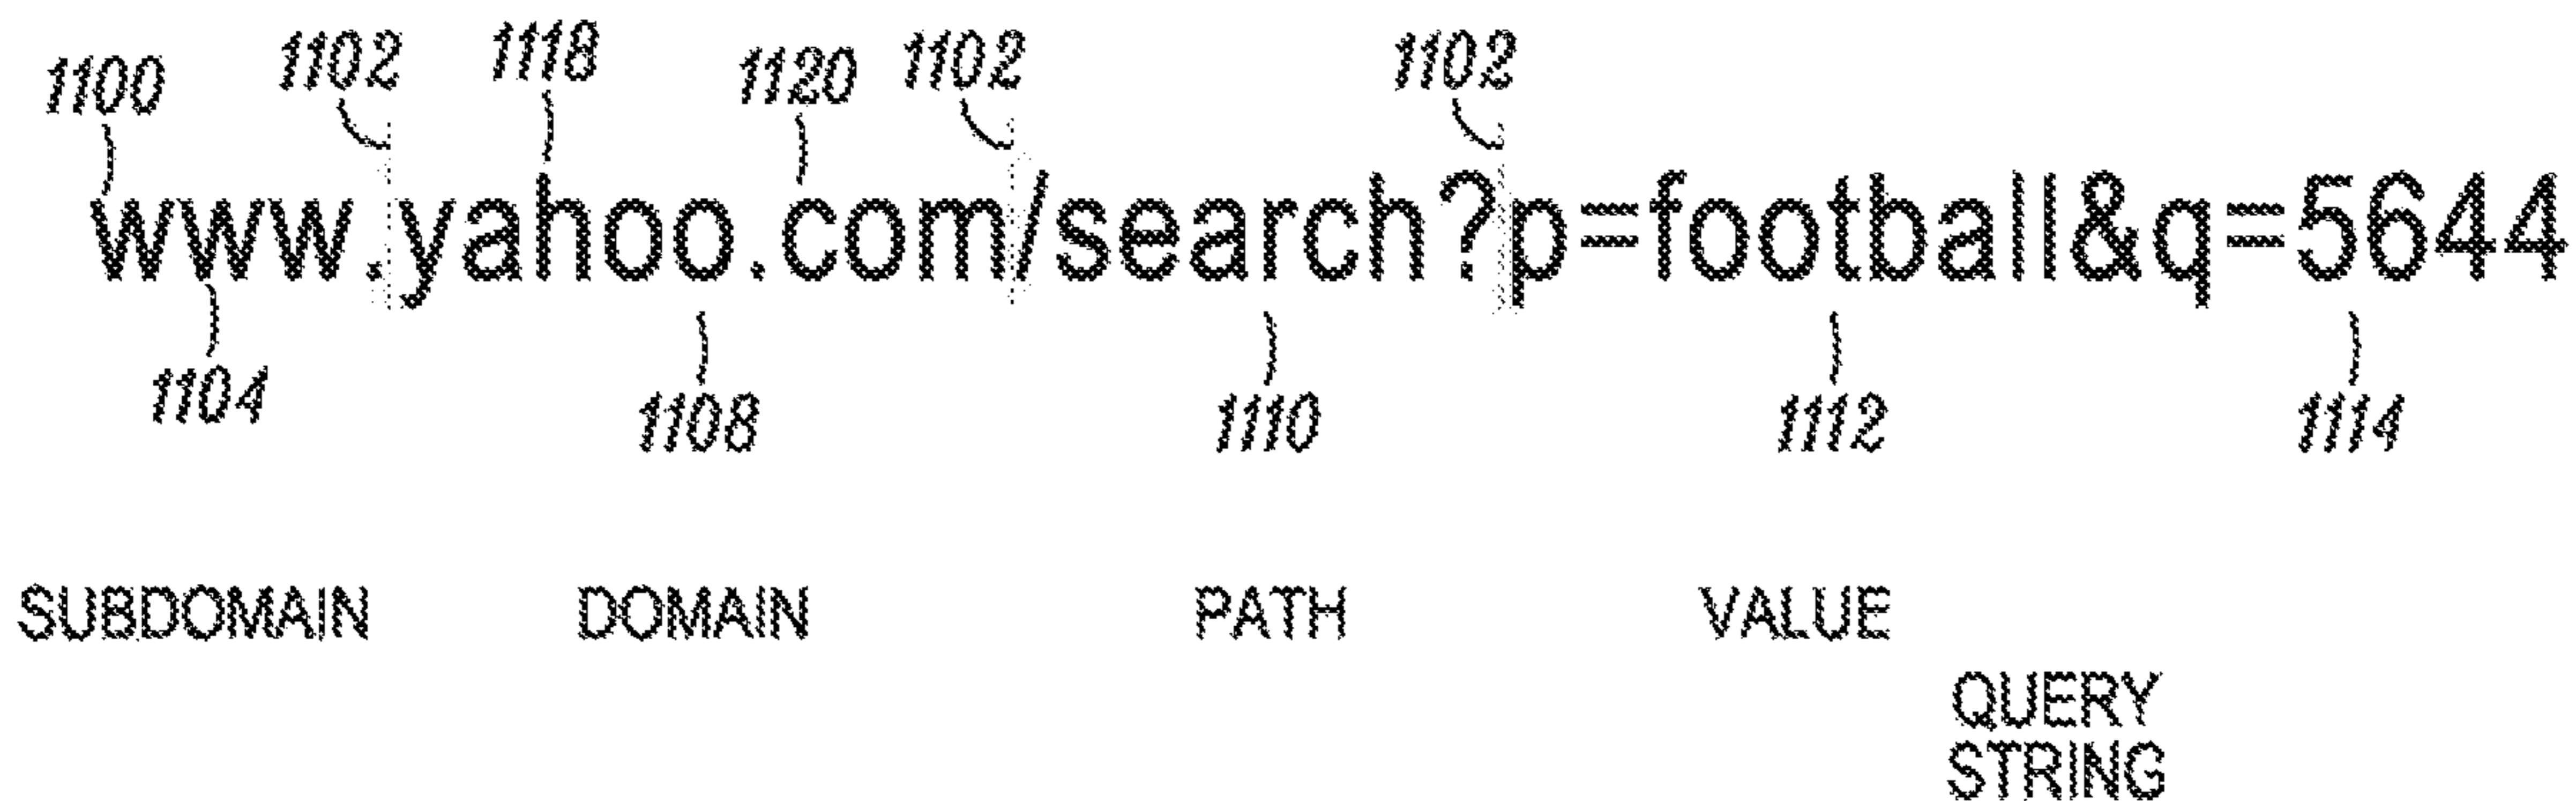 1100 1102 1118 1120 1102 1102
www.yahoo.com/search?p=football&q=5644
1104 1108 1110 1112 1114
SUBDOMAIN DOMAIN PATH VALUE
QUERY
STRING